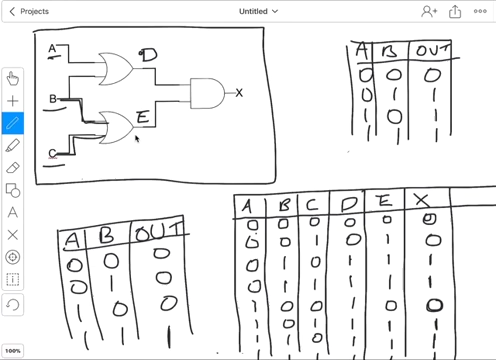 Projects
Untitled
A
D
B
E
X
C
A B OUT
0 0 0
0 1 1
1 0 1
1 1 1
A B OUT
0 0 0
0 1 0
1 0 0
1 1 1
A B C D E X
0 0 0 0 0 0
0 0 1 0 1 0
0 1 0 1 1 1
0 1 1 1 1 1
1 0 0 1 0 0
1 0 1 1 1 1
1 1 0 1 1 1
1 1 1 1 1 1
100%